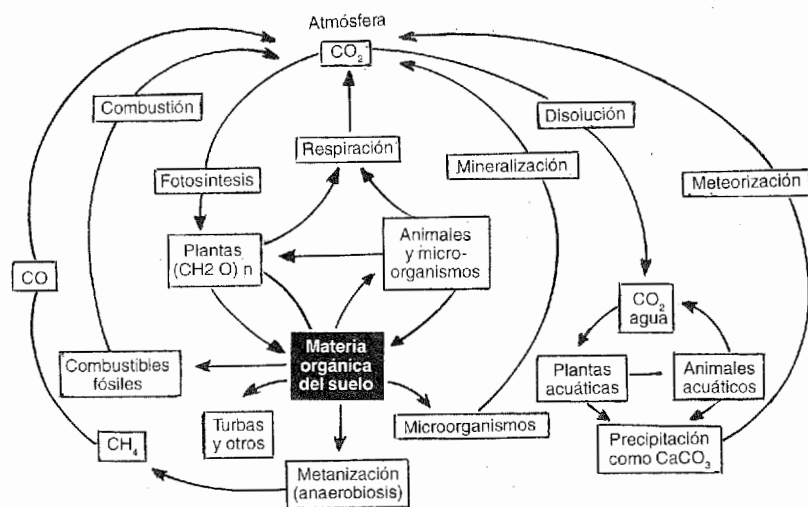 Atmósfera
CO₂
Combustión
Disolución
Respiración
Mineralización
Fotosíntesis
Meteorización
Plantas
(CH2 O) n
Animales
y micro-
organismos
CO
CO₂
agua
Materia
orgánica
del suelo
Combustibles
fósiles
Plantas
acuáticas
Animales
acuáticos
Turbas
y otros
Microorganismos
CH₄
Precipitación
como CaCO₃
Metanización
(anaerobiosis)